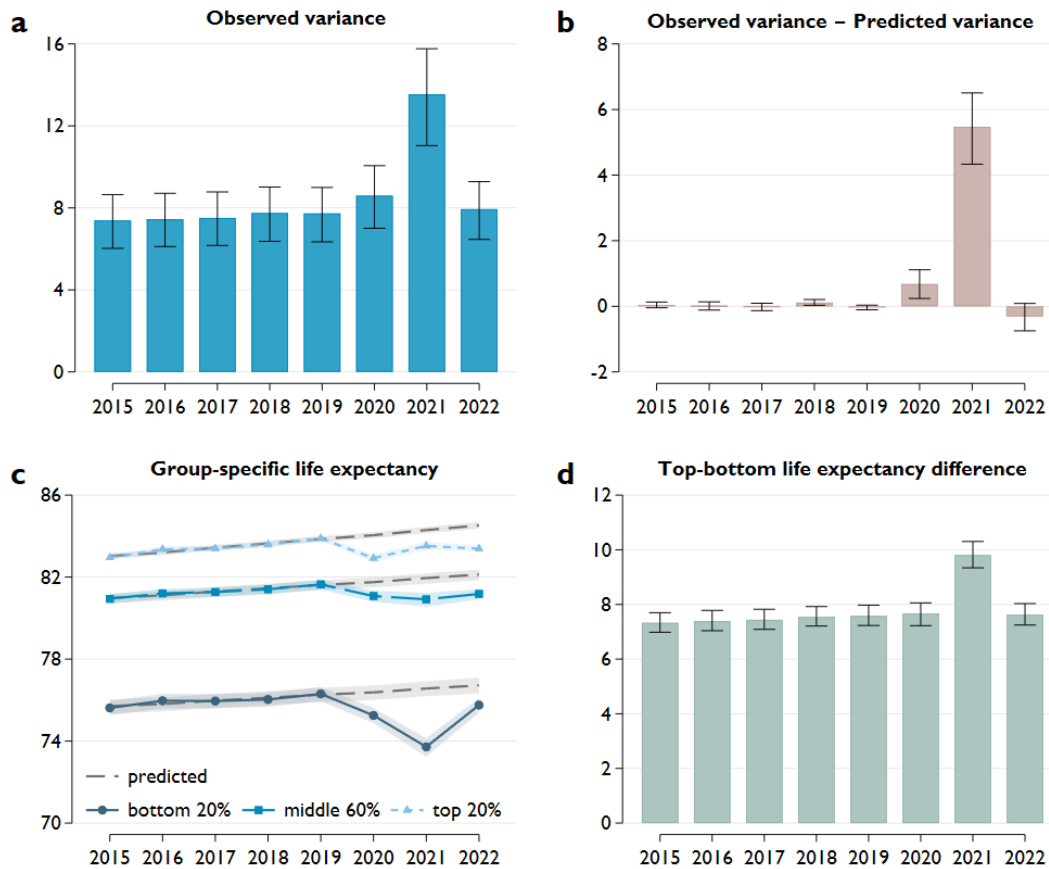 a
Observed variance
16
12
8
4
0
2015 2016 2017 2018 2019 2020 2021 2022
b
Observed variance – Predicted variance
8
6
4
2
0
-2
2015 2016 2017 2018 2019 2020 2021 2022
c
Group-specific life expectancy
86
82
78
74
70
predicted
bottom 20% middle 60% top 20%
2015 2016 2017 2018 2019 2020 2021 2022
d
Top-bottom life expectancy difference
12
10
8
6
4
2
0
2015 2016 2017 2018 2019 2020 2021 2022